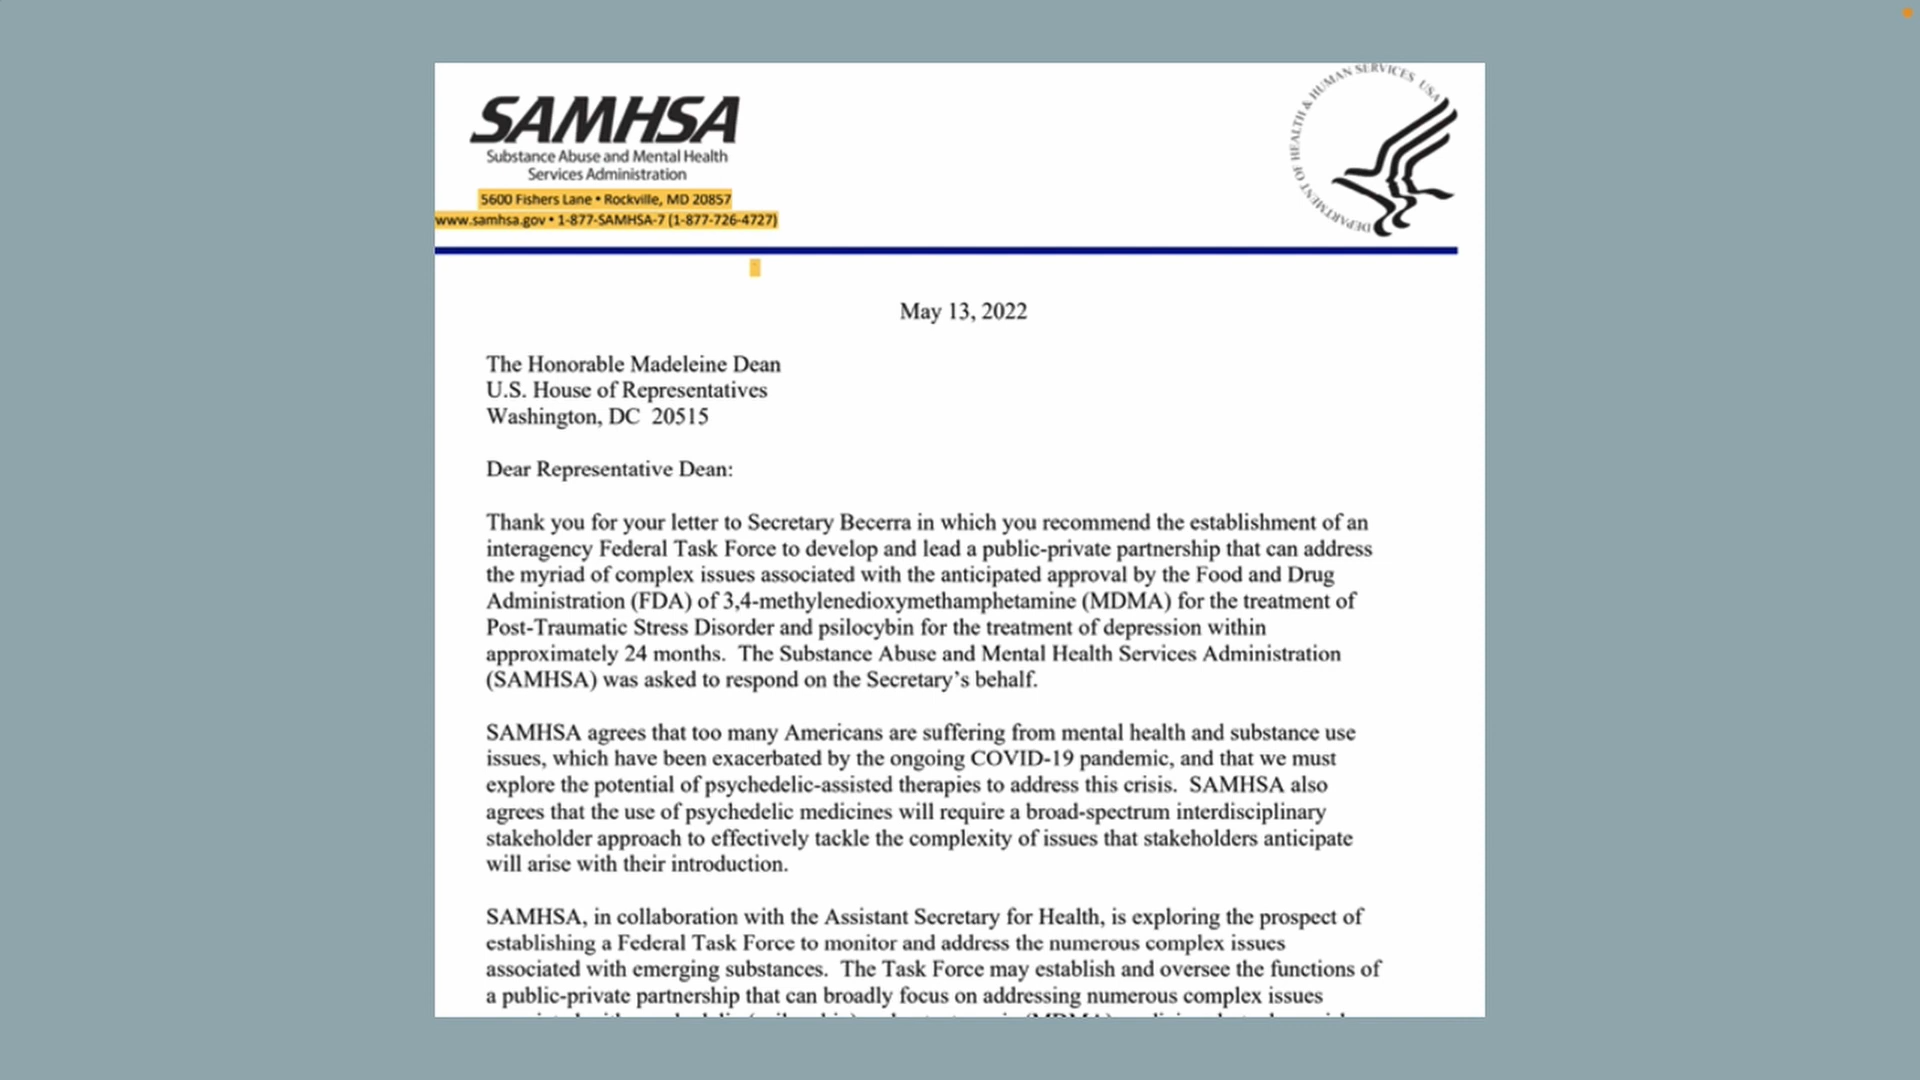 SAMHSA
Substance Abuse and Mental Health
Services Administration
5600 Fishers Lane • Rockville, MD 20857
www.samhsa.gov • 1-877-SAMHSA-7 (1-877-726-4727)
DEPARTMENT OF HEALTH & HUMAN SERVICES USA
May 13, 2022
The Honorable Madeleine Dean
U.S. House of Representatives
Washington, DC 20515
Dear Representative Dean:
Thank you for your letter to Secretary Becerra in which you recommend the establishment of an
interagency Federal Task Force to develop and lead a public-private partnership that can address
the myriad of complex issues associated with the anticipated approval by the Food and Drug
Administration (FDA) of 3,4-methylenedioxymethamphetamine (MDMA) for the treatment of
Post-Traumatic Stress Disorder and psilocybin for the treatment of depression within
approximately 24 months. The Substance Abuse and Mental Health Services Administration
(SAMHSA) was asked to respond on the Secretary’s behalf.
SAMHSA agrees that too many Americans are suffering from mental health and substance use
issues, which have been exacerbated by the ongoing COVID-19 pandemic, and that we must
explore the potential of psychedelic-assisted therapies to address this crisis. SAMHSA also
agrees that the use of psychedelic medicines will require a broad-spectrum interdisciplinary
stakeholder approach to effectively tackle the complexity of issues that stakeholders anticipate
will arise with their introduction.
SAMHSA, in collaboration with the Assistant Secretary for Health, is exploring the prospect of
establishing a Federal Task Force to monitor and address the numerous complex issues
associated with emerging substances. The Task Force may establish and oversee the functions of
a public-private partnership that can broadly focus on addressing numerous complex issues